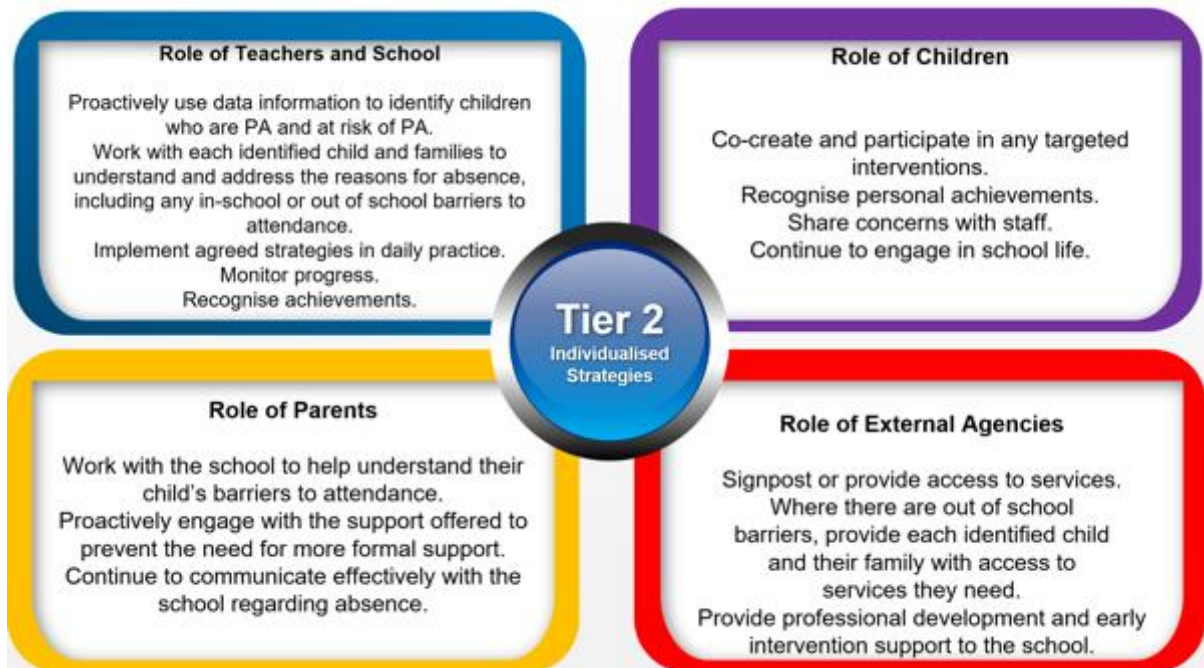 Role of Teachers and School
Proactively use data information to identify children
who are PA and at risk of PA.
Work with each identified child and families to
understand and address the reasons for absence,
including any in-school or out of school barriers to
attendance.
Implement agreed strategies in daily practice.
Monitor progress.
Recognise achievements.
Role of Children
Co-create and participate in any targeted
interventions.
Recognise personal achievements.
Share concerns with staff.
Continue to engage in school life.
Tier 2
Individualised
Strategies
Role of Parents
Work with the school to help understand their
child's barriers to attendance.
Proactively engage with the support offered to
prevent the need for more formal support.
Continue to communicate effectively with the
school regarding absence.
Role of External Agencies
Signpost or provide access to services.
Where there are out of school
barriers, provide each identified child
and their family with access to
services they need.
Provide professional development and early
intervention support to the school.